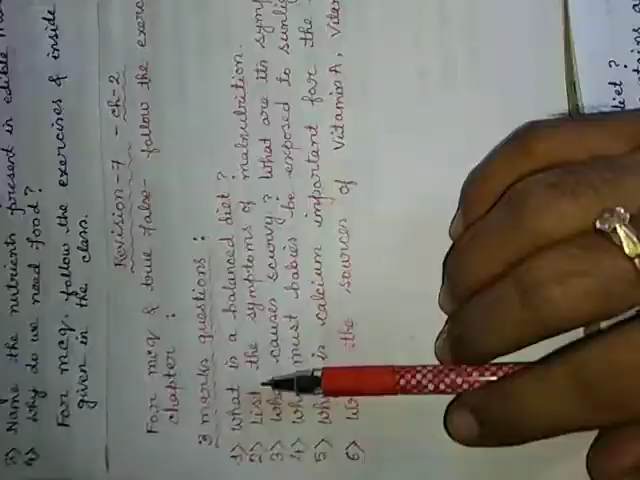 3) Name the nutrients present in edible
4) Why do we need food?
For mcq, follow the exercises & inside
given in the class.
Revision-7 - ch-2
For mcq & true false- follow the exerc
chapter :
3 marks questions :
1) What is a balanced diet?
2) List the symptoms of malnutrition.
3) causes scurvy? What are its symp
4) must babies be exposed to sunlig
5) is calcium important for the
6) the sources of Vitamin A, Vitam
diet?